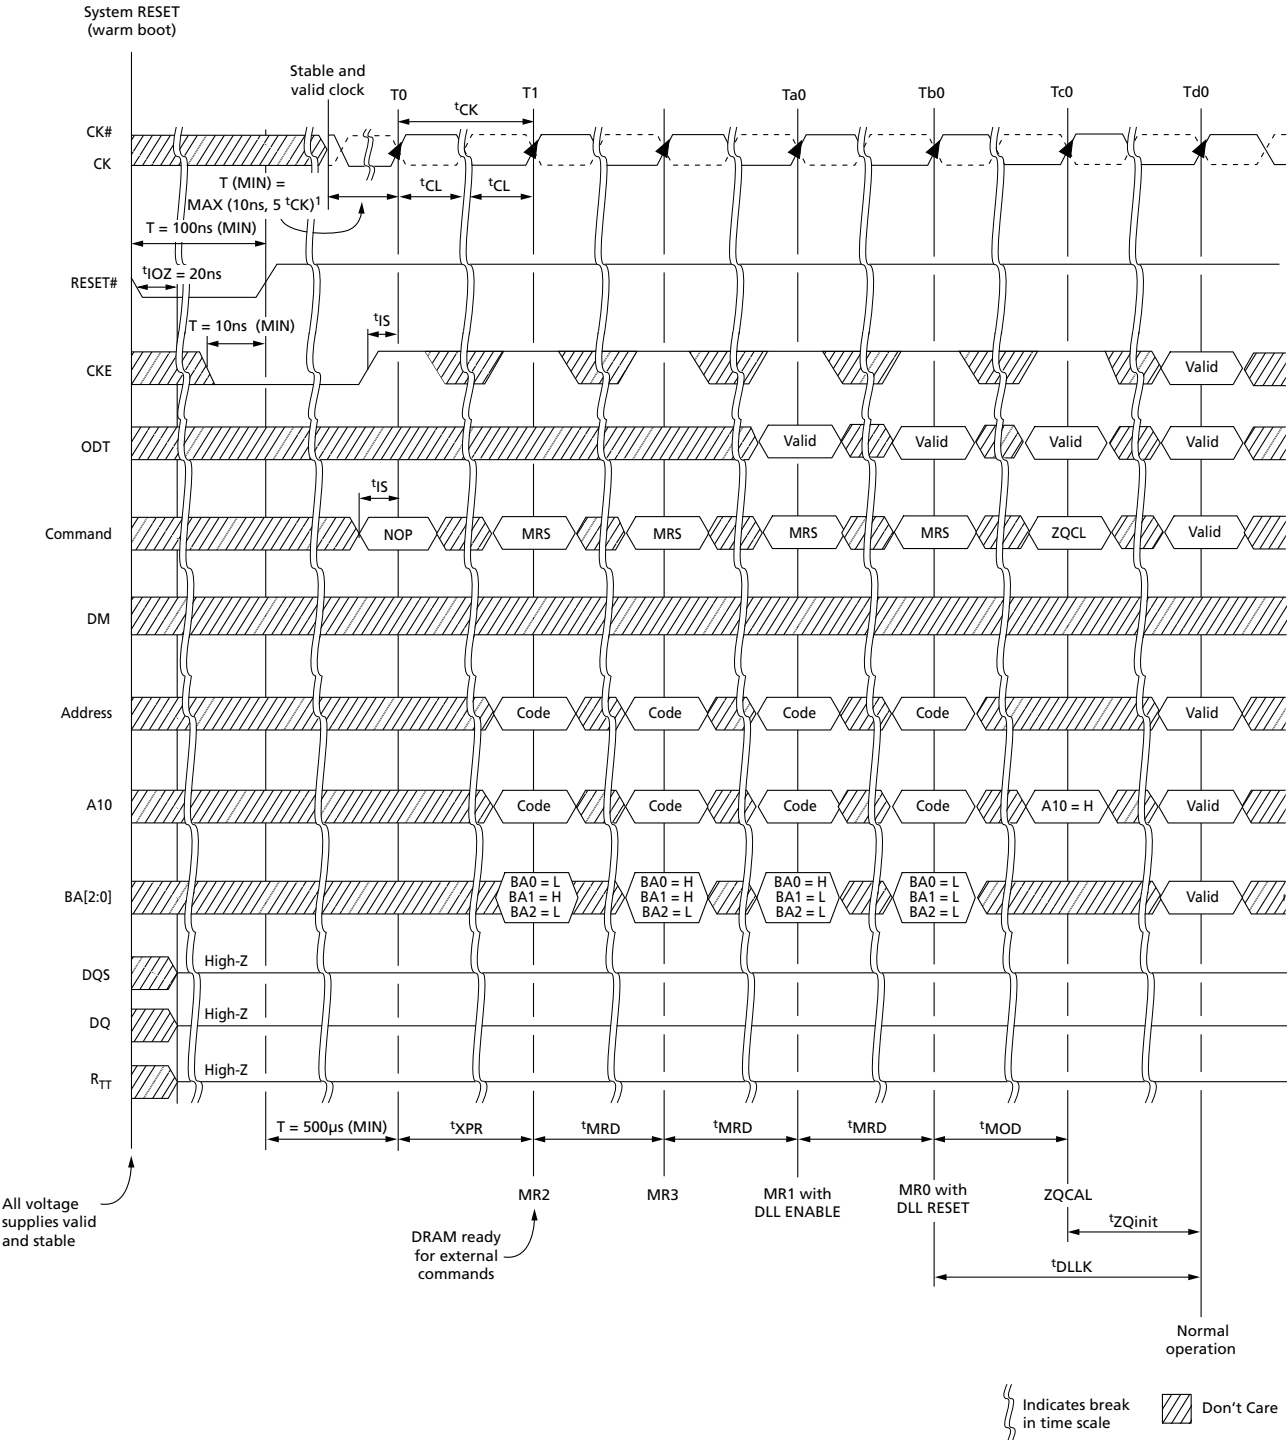 System RESET
(warm boot)
Stable and
valid clock
T0
T1
Ta0
Tb0
Tc0
Td0
tCK
CK#
CK
T (MIN) =
MAX (10ns, 5 tCK)1
tCL
tCL
T = 100ns (MIN)
tIOZ = 20ns
RESET#
T = 10ns (MIN)
tIS
CKE
Valid
ODT
Valid
Valid
Valid
Valid
tIS
Command
NOP
MRS
MRS
MRS
MRS
ZQCL
Valid
DM
Address
Code
Code
Code
Code
Valid
A10
Code
Code
Code
Code
A10 = H
Valid
BA[2:0]
BA0 = L
BA1 = H
BA2 = L
BA0 = H
BA1 = H
BA2 = L
BA0 = H
BA1 = L
BA2 = L
BA0 = L
BA1 = L
BA2 = L
Valid
DQS
High-Z
DQ
High-Z
RTT
High-Z
T = 500µs (MIN)
tXPR
tMRD
tMRD
tMRD
tMOD
All voltage
supplies valid
and stable
MR2
MR3
MR1 with
DLL ENABLE
MR0 with
DLL RESET
ZQCAL
DRAM ready
for external
commands
tZQinit
tDLLK
Normal
operation
Indicates break
in time scale
Don't Care